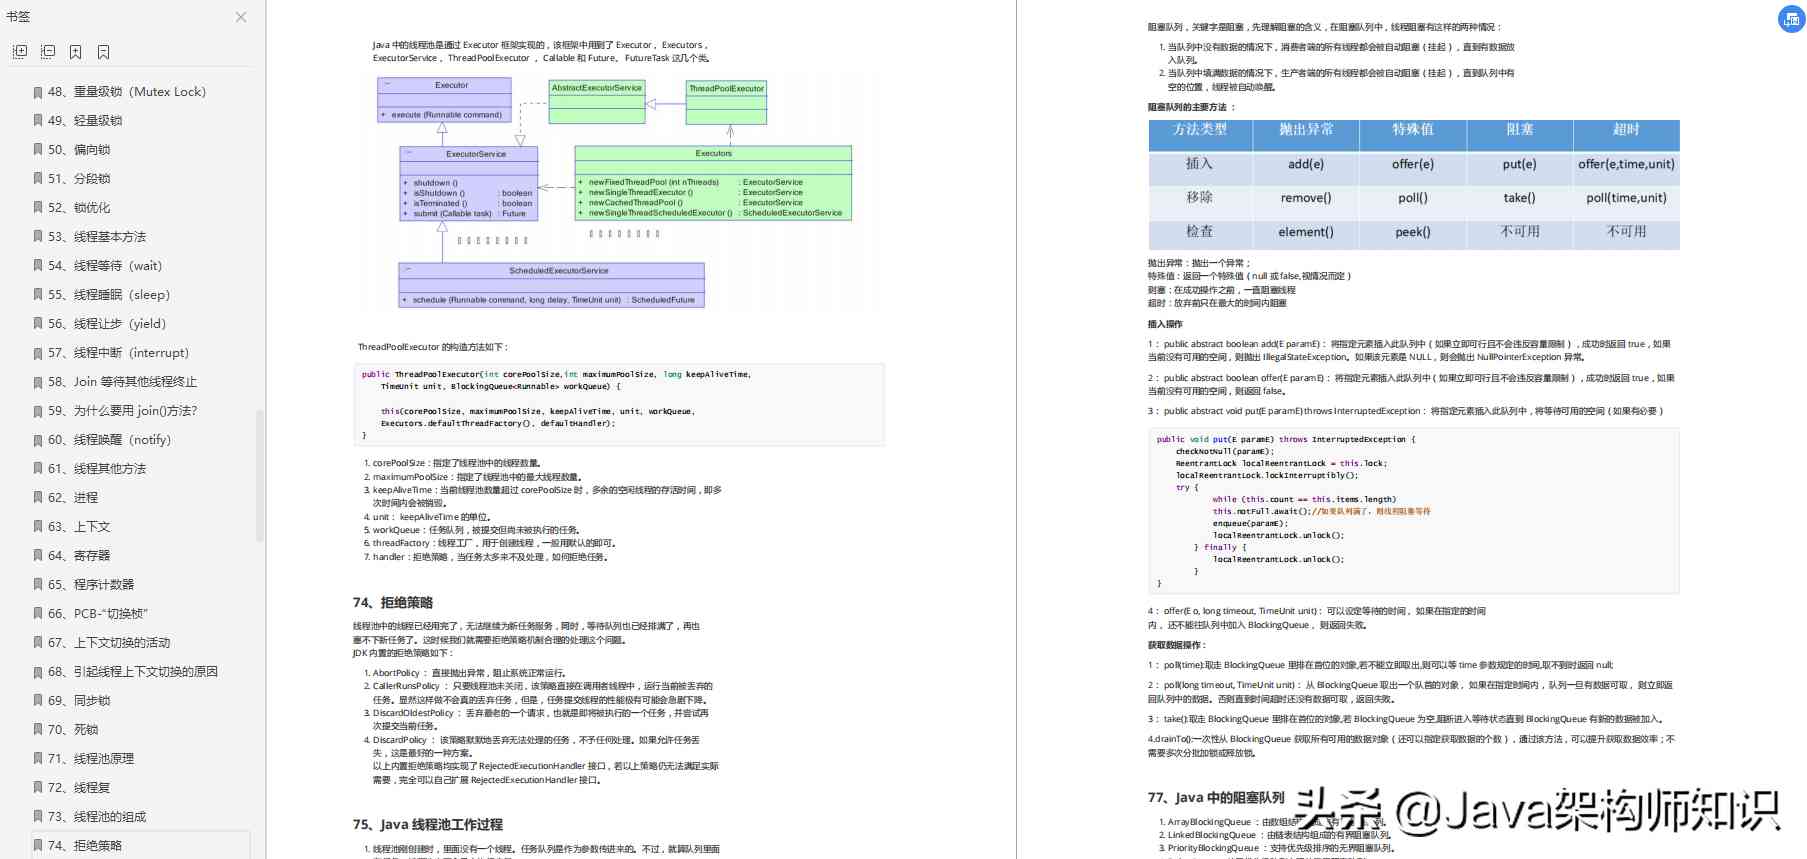 书签
48、重量级锁（Mutex Lock）
49、轻量级锁
50、偏向锁
51、分段锁
52、锁优化
53、线程基本方法
54、线程等待（wait）
55、线程睡眠（sleep）
56、线程让步（yield）
57、线程中断（interrupt）
58、Join 等待其他线程终止
59、为什么要用 join()方法?
60、线程唤醒（notify）
61、线程其他方法
62、进程
63、上下文
64、寄存器
65、程序计数器
66、PCB-“切换桢”
67、上下文切换的活动
68、引起线程上下文切换的原因
69、同步锁
70、死锁
71、线程池原理
72、线程复
73、线程池的组成
74、拒绝策略
Java 中的线程池是通过 Executor 框架实现的，该框架中用到了 Executor，Executors，
ExecutorService，ThreadPoolExecutor ，Callable 和 Future、FutureTask 这几个类。
Executor
+ execute (Runnable command)
AbstractExecutorService
ThreadPoolExecutor
ExecutorService
+ shutdown ()
+ isShutdown () : boolean
+ isTerminated () : boolean
+ submit (Callable task) : Future
Executors
+ newFixedThreadPool (int nThreads) : ExecutorService
+ newSingleThreadExecutor () : ExecutorService
+ newCachedThreadPool () : ExecutorService
+ newSingleThreadScheduledExecutor () : ScheduledExecutorService
ScheduledExecutorService
+ schedule (Runnable command, long delay, TimeUnit unit) : ScheduledFuture
ThreadPoolExecutor 的构造方法如下：
public ThreadPoolExecutor(int corePoolSize,int maximumPoolSize, long keepAliveTime,
TimeUnit unit, BlockingQueue<Runnable> workQueue) {
this(corePoolSize, maximumPoolSize, keepAliveTime, unit, workQueue,
Executors.defaultThreadFactory(), defaultHandler);
}
1. corePoolSize：指定了线程池中的线程数量。
2. maximumPoolSize：指定了线程池中的最大线程数量。
3. keepAliveTime：当前线程池数量超过 corePoolSize 时，多余的空闲线程的存活时间，即多
次时间内会被销毁。
4. unit： keepAliveTime 的单位。
5. workQueue：任务队列，被提交但尚未被执行的任务。
6. threadFactory：线程工厂，用于创建线程，一般用默认的即可。
7. handler：拒绝策略，当任务太多来不及处理，如何拒绝任务。
74、拒绝策略
线程池中的线程已经用完了，无法继续为新任务服务，同时，等待队列也已经排满了，再也
塞不下新任务了。这时候我们就需要拒绝策略机制合理的处理这个问题。
JDK 内置的拒绝策略如下：
1. AbortPolicy ： 直接抛出异常，阻止系统正常运行。
2. CallerRunsPolicy ： 只要线程池未关闭，该策略直接在调用者线程中，运行当前被丢弃的
任务。显然这样做不会真的丢弃任务，但是，任务提交线程的性能极有可能会急剧下降。
3. DiscardOldestPolicy ： 丢弃最老的一个请求，也就是即将被执行的一个任务，并尝试再
次提交当前任务。
4. DiscardPolicy ： 该策略默默地丢弃无法处理的任务，不予任何处理。如果允许任务丢
失，这是最好的一种方案。
以上内置拒绝策略均实现了 RejectedExecutionHandler 接口，若以上策略仍无法满足实际
需要，完全可以自己扩展 RejectedExecutionHandler 接口。
75、Java 线程池工作过程
1. 线程池刚创建时，里面没有一个线程。任务队列是作为参数传进来的。不过，就算队列里面
阻塞队列，关键字是阻塞，先理解阻塞的含义，在阻塞队列中，线程阻塞有这样的两种情况：
1. 当队列中没有数据的情况下，消费者端的所有线程都会被自动阻塞（挂起），直到有数据放
入队列。
2. 当队列中填满数据的情况下，生产者端的所有线程都会被自动阻塞（挂起），直到队列中有
空的位置，线程被自动唤醒。
阻塞队列的主要方法 ：
方法类型 抛出异常 特殊值 阻塞 超时
插入 add(e) offer(e) put(e) offer(e,time,unit)
移除 remove() poll() take() poll(time,unit)
检查 element() peek() 不可用 不可用
抛出异常：抛出一个异常；
特殊值：返回一个特殊值（null 或 false,视情况而定）
则塞：在成功操作之前，一直阻塞线程
超时：放弃前只在最大的时间内阻塞
插入操作
1： public abstract boolean add(E paramE)： 将指定元素插入此队列中（如果立即可行且不会违反容量限制），成功时返回 true，如果
当前没有可用的空间，则抛出 IllegalStateException。如果该元素是 NULL，则会抛出 NullPointerException 异常。
2： public abstract boolean offer(E paramE)： 将指定元素插入此队列中（如果立即可行且不会违反容量限制），成功时返回 true，如果
当前没有可用的空间，则返回 false。
3： public abstract void put(E paramE) throws InterruptedException： 将指定元素插入此队列中，将等待可用的空间（如果有必要）
public void put(E paramE) throws InterruptedException {
checkNotNull(paramE);
ReentrantLock localReentrantLock = this.lock;
localReentrantLock.lockInterruptibly();
try {
while (this.count == this.items.length)
this.notFull.await();//如果队列满了，则线程阻塞等待
enqueue(paramE);
localReentrantLock.unlock();
} finally {
localReentrantLock.unlock();
}
}
4： offer(E o, long timeout, TimeUnit unit)： 可以设定等待的时间，如果在指定的时间
内，还不能往队列中加入 BlockingQueue，则返回失败。
获取数据操作：
1： poll(time):取走 BlockingQueue 里排在首位的对象,若不能立即取出,则可以等 time 参数规定的时间,取不到时返回 null;
2： poll(long timeout, TimeUnit unit)： 从 BlockingQueue 取出一个队首的对象，如果在指定时间内，队列一旦有数据可取，则立即返
回队列中的数据。否则直到时间超时还没有数据可取，返回失败。
3： take():取走 BlockingQueue 里排在首位的对象,若 BlockingQueue 为空,阻断进入等待状态直到 BlockingQueue 有新的数据被加入。
4.drainTo():一次性从 BlockingQueue 获取所有可用的数据对象（还可以指定获取数据的个数），通过该方法，可以提升获取数据效率；不
需要多次分批加锁或释放锁。
77、Java 中的阻塞队列
1. ArrayBlockingQueue ：由数组结
2. LinkedBlockingQueue ：由链表结构组成的有界阻塞队列。
3. PriorityBlockingQueue ：支持优先级排序的无界阻塞队列。
头条 @Java架构师知识